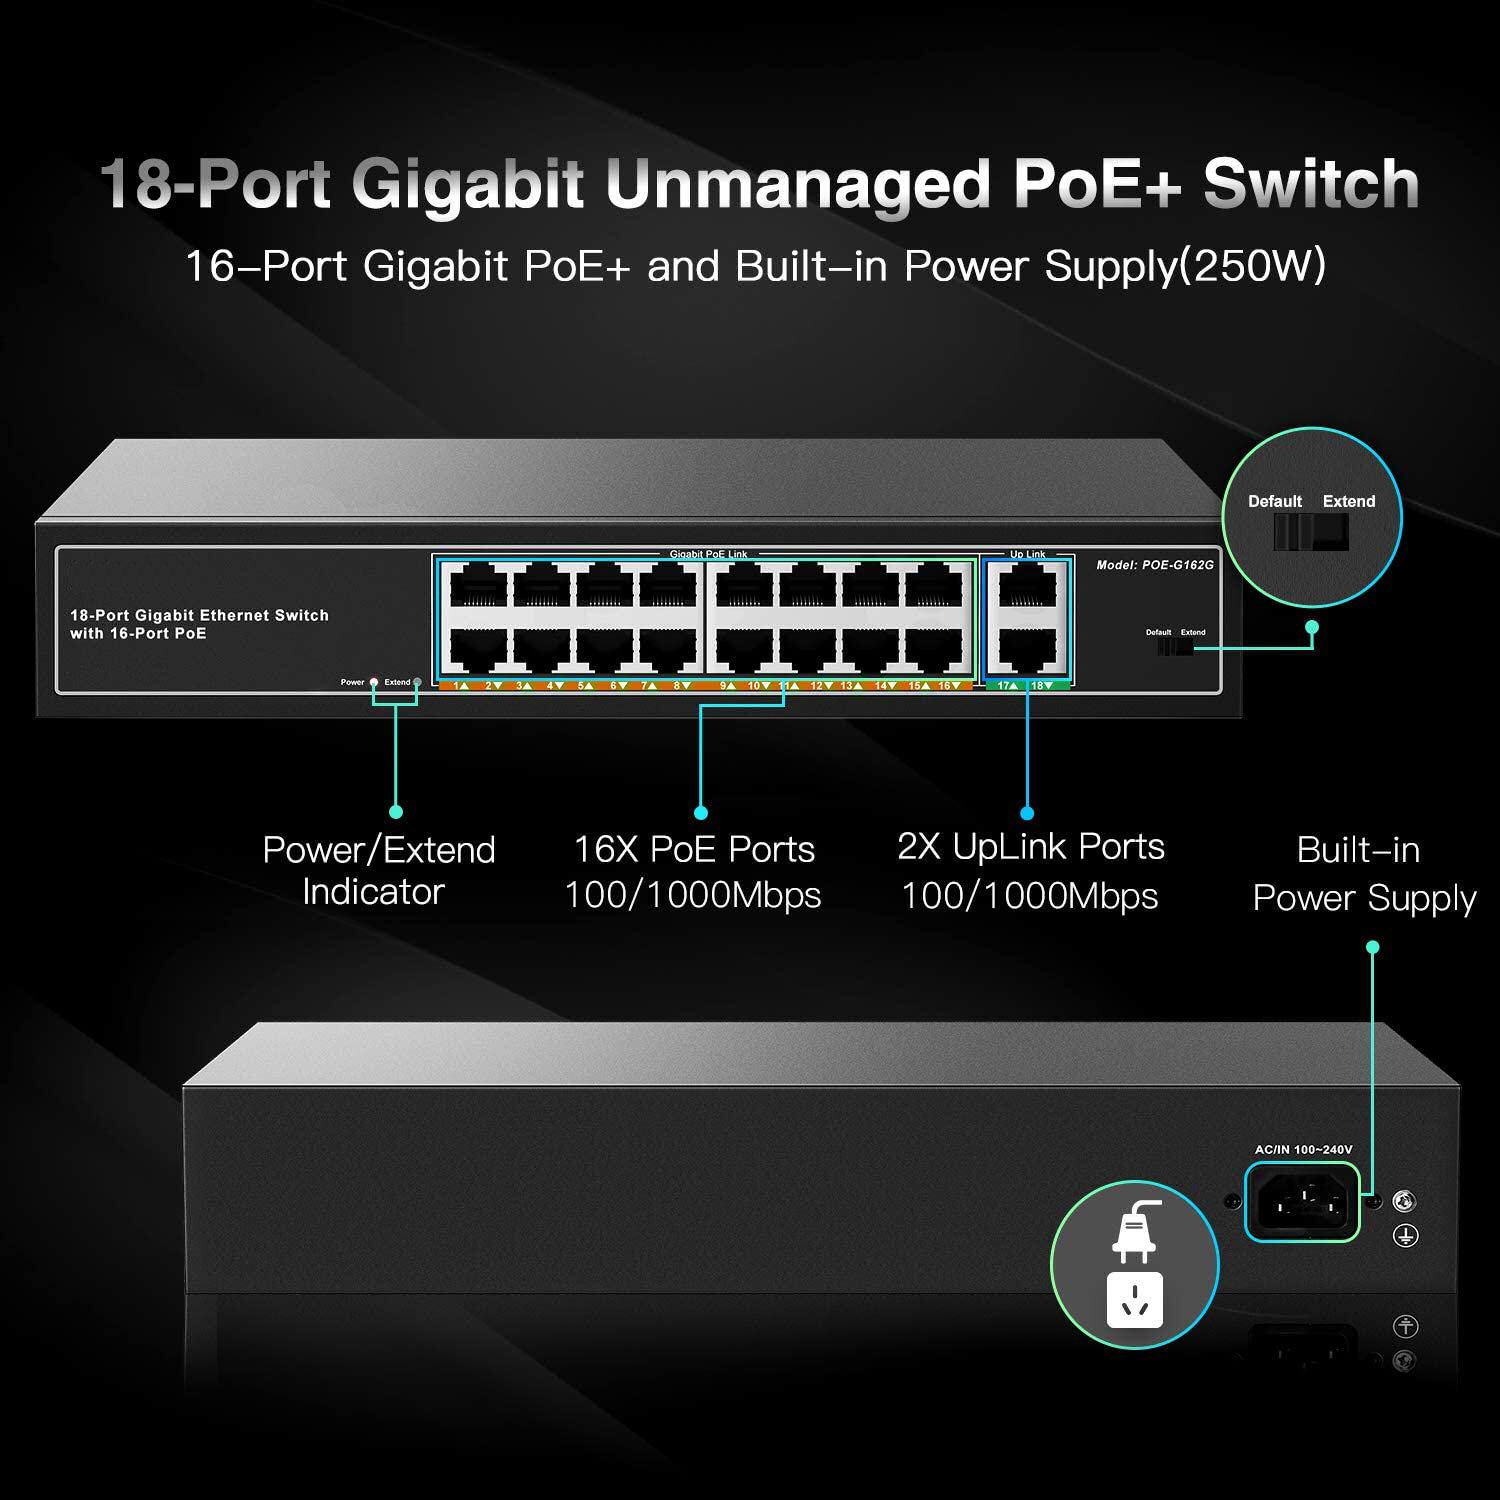 18-Port Gigabit Unmanaged PoE+ Switch
16-Port Gigabit PoE+ and Built-in Power Supply(250W)
Default Extend
Gigabit PoE Link
Up Link
Model: POE-G162G
18-Port Gigabit Ethernet Switch
with 16-Port PoE
Default Extend
Power Extend
1▲ 2▼ 3▲ 4▼ 5▲ 6▼ 7▲ 8▼ 9▲ 10▼ 11▲ 12▼ 13▲ 14▼ 15▲ 16▼ 17▲ 18▼
Power/Extend
Indicator
16X PoE Ports
100/1000Mbps
2X UpLink Ports
100/1000Mbps
Built-in
Power Supply
AC/IN 100~240V